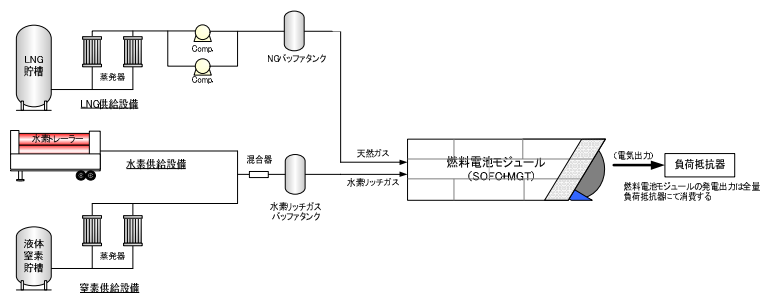 LNG
貯槽
蒸発器
LNG供給設備
Comp.
Comp.
NGバッファタンク
水素トレーラー
水素供給設備
混合器
水素リッチガス
バッファタンク
液体
窒素
貯槽
蒸発器
窒素供給設備
天然ガス
水素リッチガス
燃料電池モジュール
(SOFC+MGT)
(電気出力)
負荷抵抗器
燃料電池モジュールの発電出力は全量
負荷抵抗器にて消費する